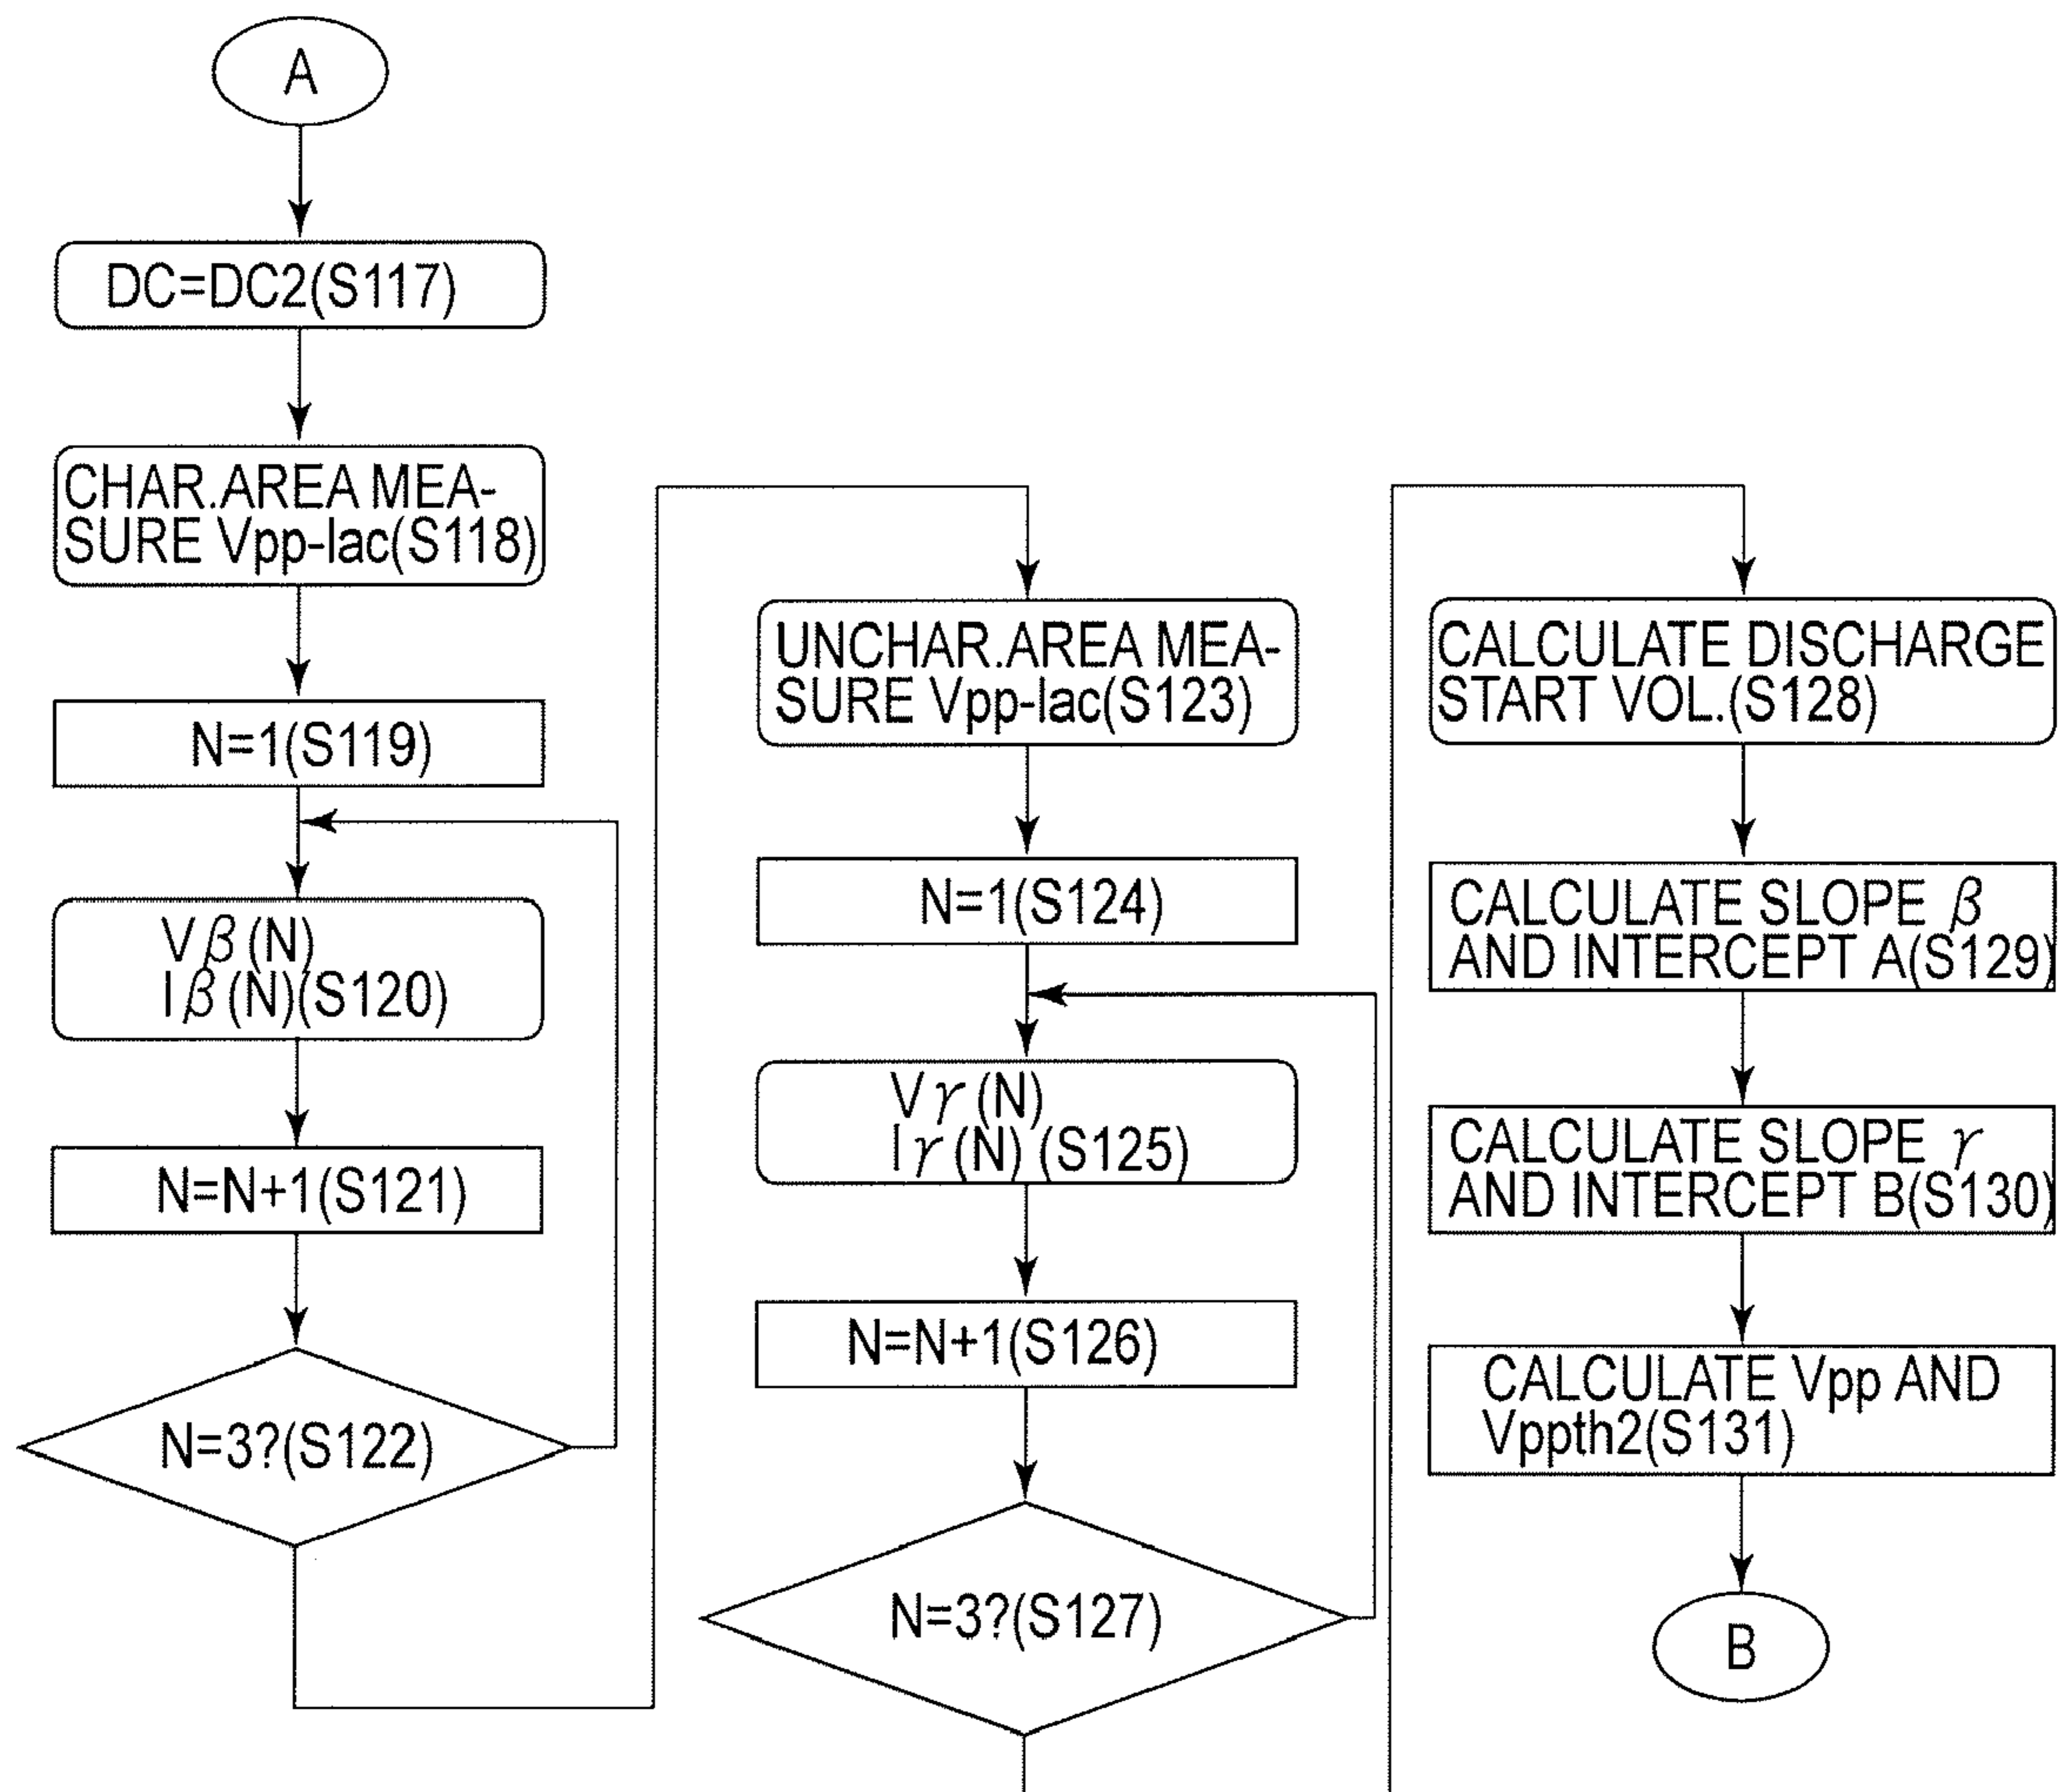 A
DC=DC2(S117)
CHAR.AREA MEA-
SURE Vpp-Iac(S118)
N=1(S119)
Vβ(N)
Iβ(N)(S120)
N=N+1(S121)
N=3?(S122)
UNCHAR.AREA MEA-
SURE Vpp-Iac(S123)
N=1(S124)
Vγ(N)
Iγ(N) (S125)
N=N+1(S126)
N=3?(S127)
CALCULATE DISCHARGE
START VOL.(S128)
CALCULATE SLOPE β
AND INTERCEPT A(S129)
CALCULATE SLOPE γ
AND INTERCEPT B(S130)
CALCULATE Vpp AND
Vppth2(S131)
B